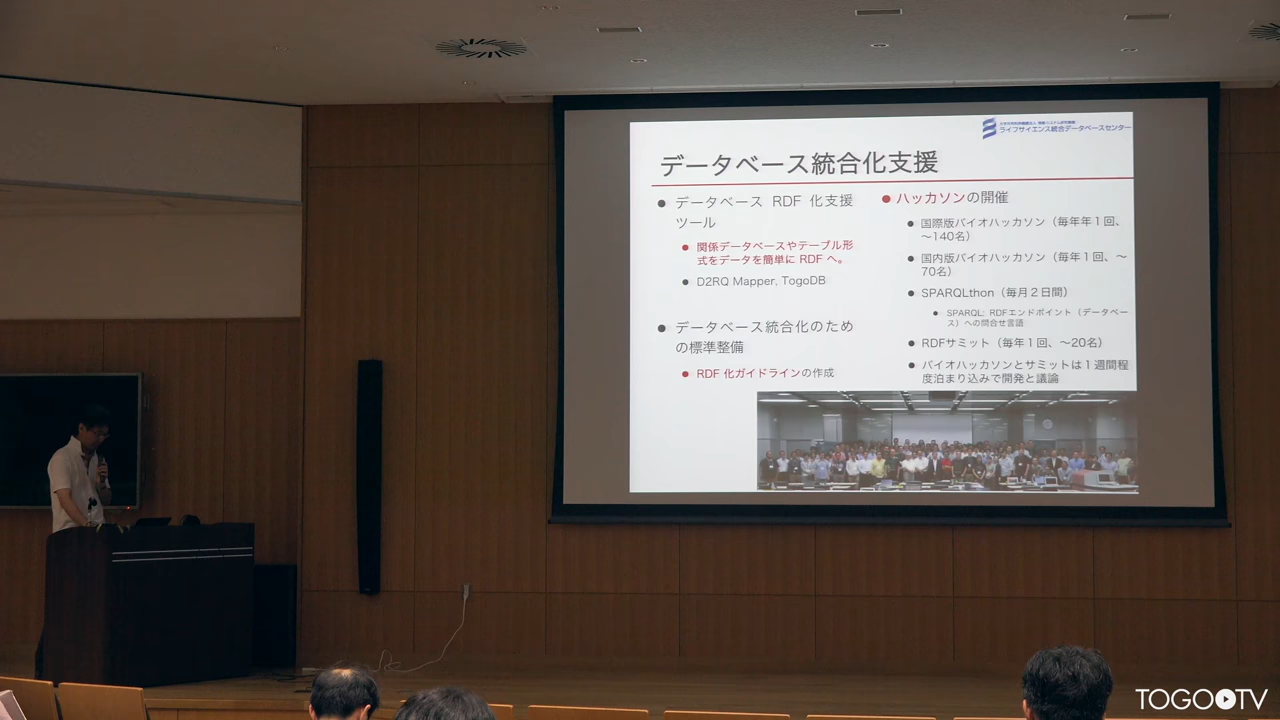 ライフサイエンス統合データベースセンター
データベース統合化支援
データベース RDF 化支援
ツール
関係データベースやテーブル形
式をデータを簡単に RDF へ。
D2RQ Mapper, TogoDB
データベース統合化のため
の標準整備
RDF 化ガイドラインの作成
ハッカソンの開催
国際版バイオハッカソン（毎年年１回、
〜140名）
国内版バイオハッカソン（毎年１回、〜
70名）
SPARQLthon（毎月２日間）
SPARQL: RDFエンドポイント（データベー
ス）への問合せ言語
RDFサミット（毎年１回、〜20名）
バイオハッカソンとサミットは１週間程
度泊まり込みで開発と議論
TOGOTV